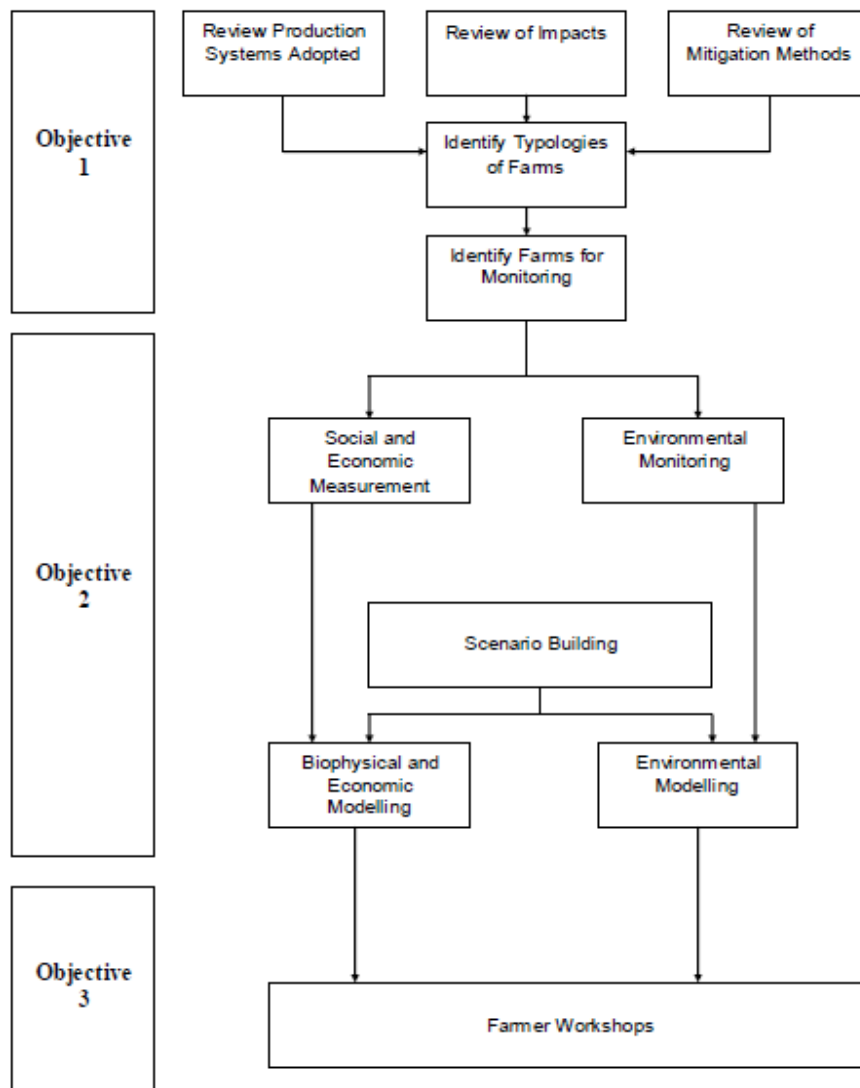 Review Production
Systems Adopted
Review of Impacts
Review of
Mitigation Methods
Objective
1
Identify Typologies
of Farms
Identify Farms for
Monitoring
Social and
Economic
Measurement
Environmental
Monitoring
Objective
2
Scenario Building
Biophysical and
Economic
Modelling
Environmental
Modelling
Objective
3
Farmer Workshops